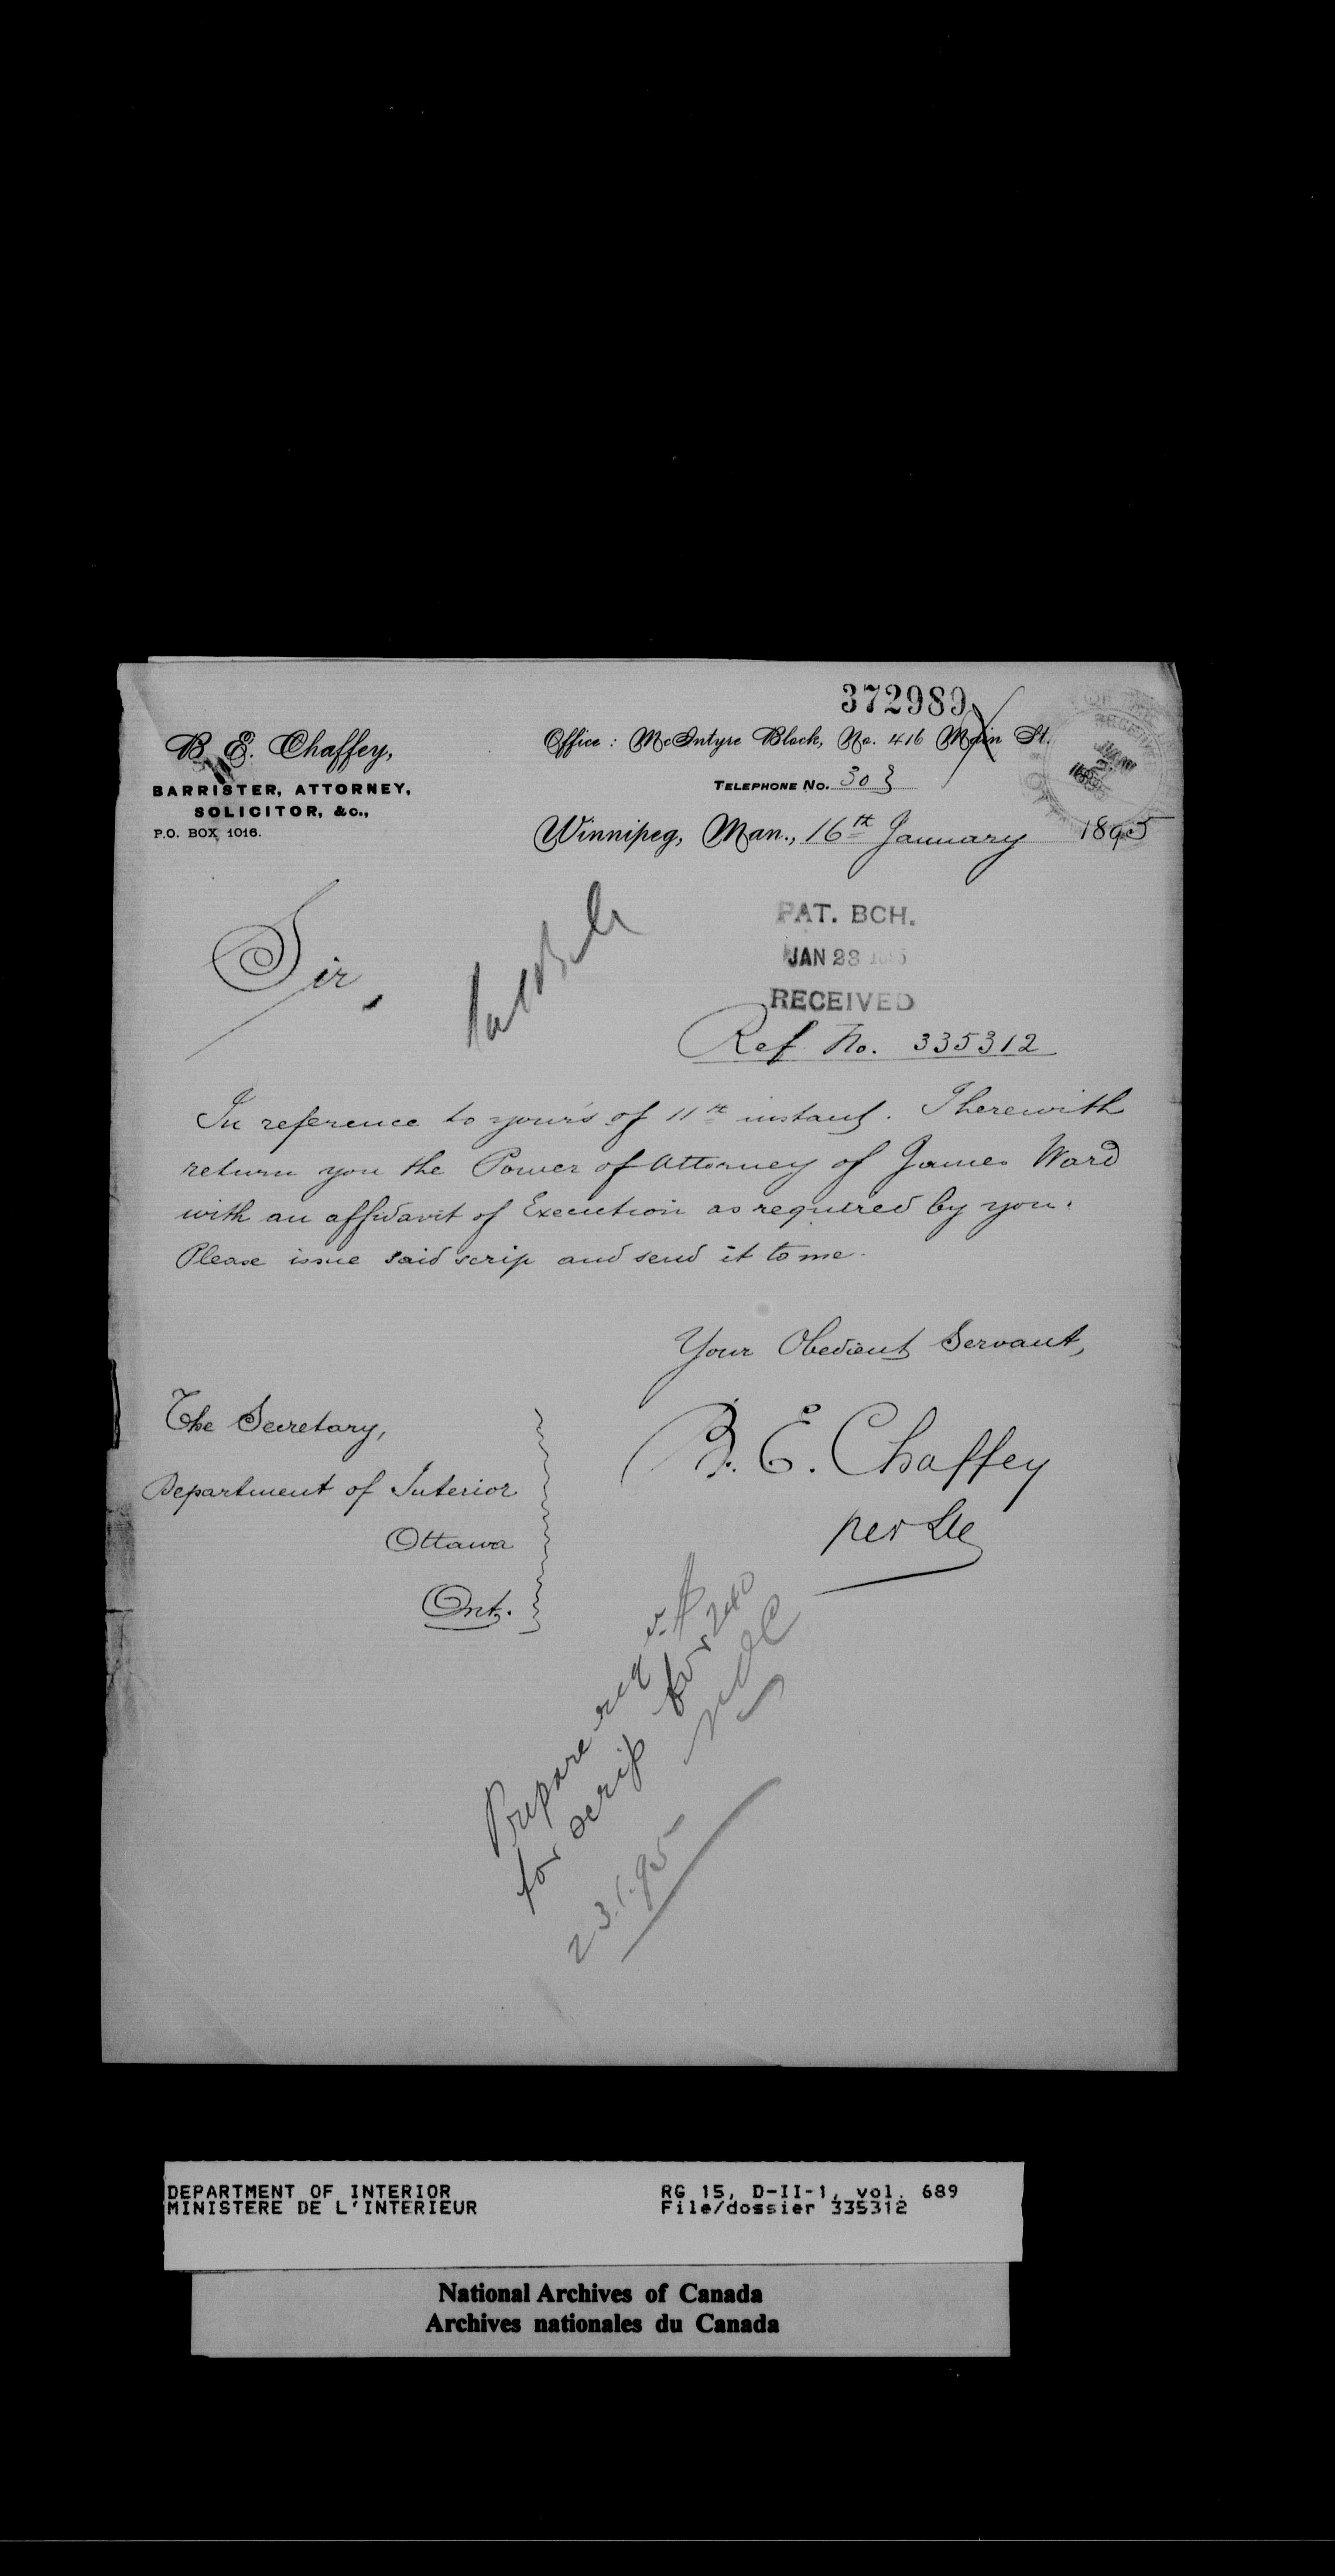 372989
B. E. Chaffey,
BARRISTER, ATTORNEY,
SOLICITOR, &c.,
P.O. BOX 1016.
Office: McIntyre Block, No. 416 Main St.
TELEPHONE No. 303
Winnipeg, Man., 16th January 1895
RECEIVED
Sir,
PAT. BCH.
JAN 23 1895
RECEIVED
Ref No. 335312
In reference to your's of 11th instant. I herewith
return you the Power of Attorney of James Ward
with an affidavit of Execution as required by you.
Please issue said scrip and send it to me.
Your Obedient Servant,
B. E. Chaffey
per
The Secretary,
Department of Interior
Ottawa
Ont.
Prepare req n.
for scrip for $240
23.1.95
DEPARTMENT OF INTERIOR
MINISTERE DE L'INTERIEUR
RG 15, D-II-1, vol. 689
File/dossier 335312
National Archives of Canada
Archives nationales du Canada